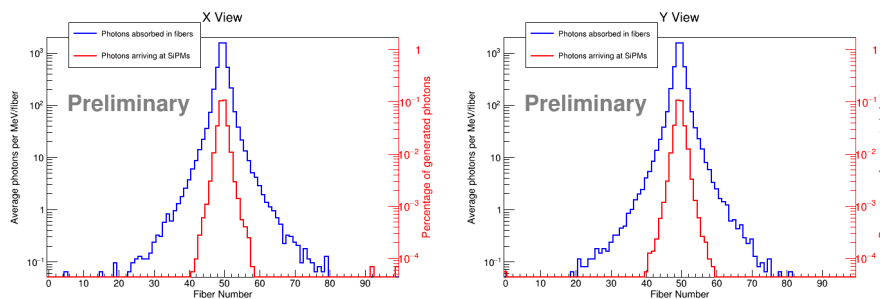 X View
Photons absorbed in fibers
Photons arriving at SiPMs
Preliminary
Average photons per MeV/fiber
10³
10²
10
1
10⁻¹
Percentage of generated photons
1
10⁻¹
10⁻²
10⁻³
10⁻⁴
0 10 20 30 40 50 60 70 80 90
Fiber Number
Y View
Photons absorbed in fibers
Photons arriving at SiPMs
Preliminary
Average photons per MeV/fiber
10³
10²
10
1
10⁻¹
1
10⁻¹
10⁻²
10⁻³
10⁻⁴
0 10 20 30 40 50 60 70 80 90
Fiber Number